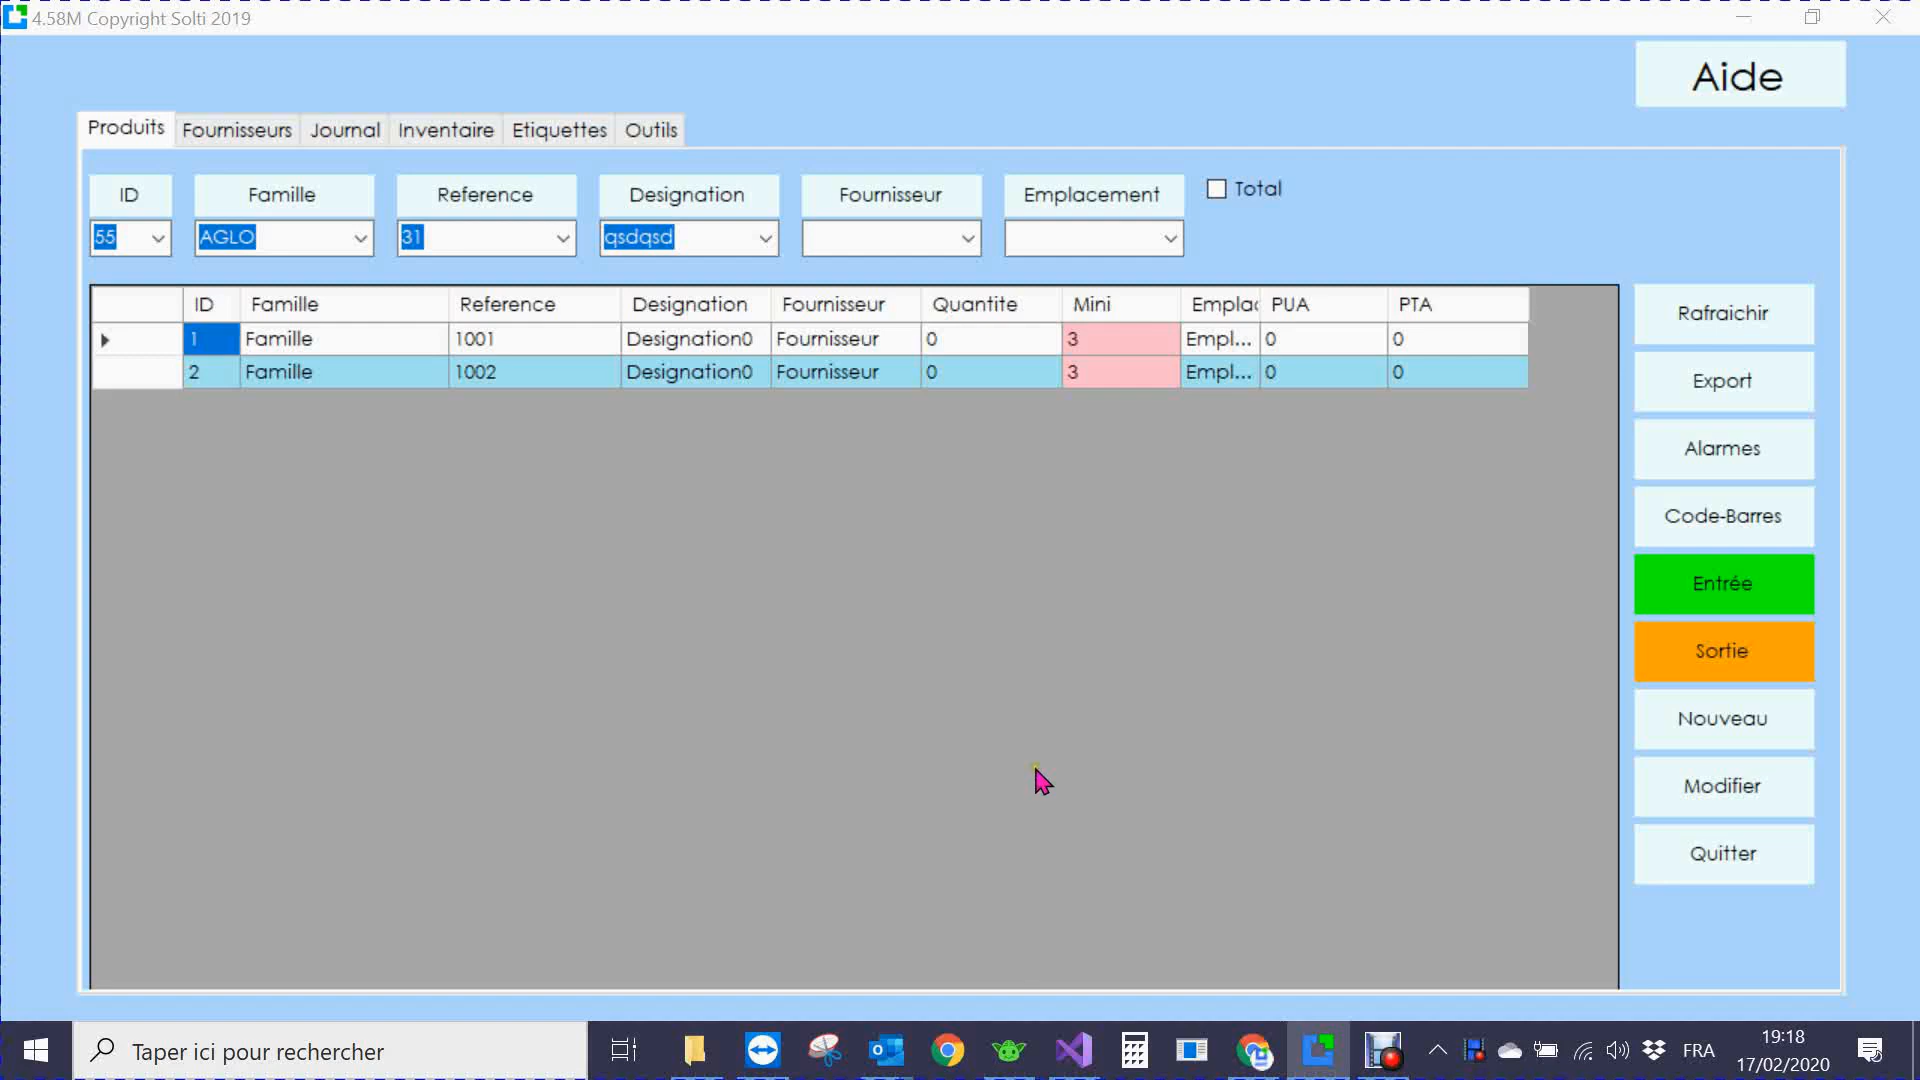 4.58M Copyright Solti 2019
Aide
Produits Fournisseurs Journal Inventaire Etiquettes Outils
ID Famille Reference Designation Fournisseur Emplacement Total
55 AGLO 31 qsdqsd
ID Famille Reference Designation Fournisseur Quantite Mini Emplac PUA PTA
1 Famille 1001 Designation0 Fournisseur 0 3 Empl... 0 0
2 Famille 1002 Designation0 Fournisseur 0 3 Empl... 0 0
Rafraichir
Export
Alarmes
Code-Barres
Entrée
Sortie
Nouveau
Modifier
Quitter
Taper ici pour rechercher
FRA
19:18
17/02/2020